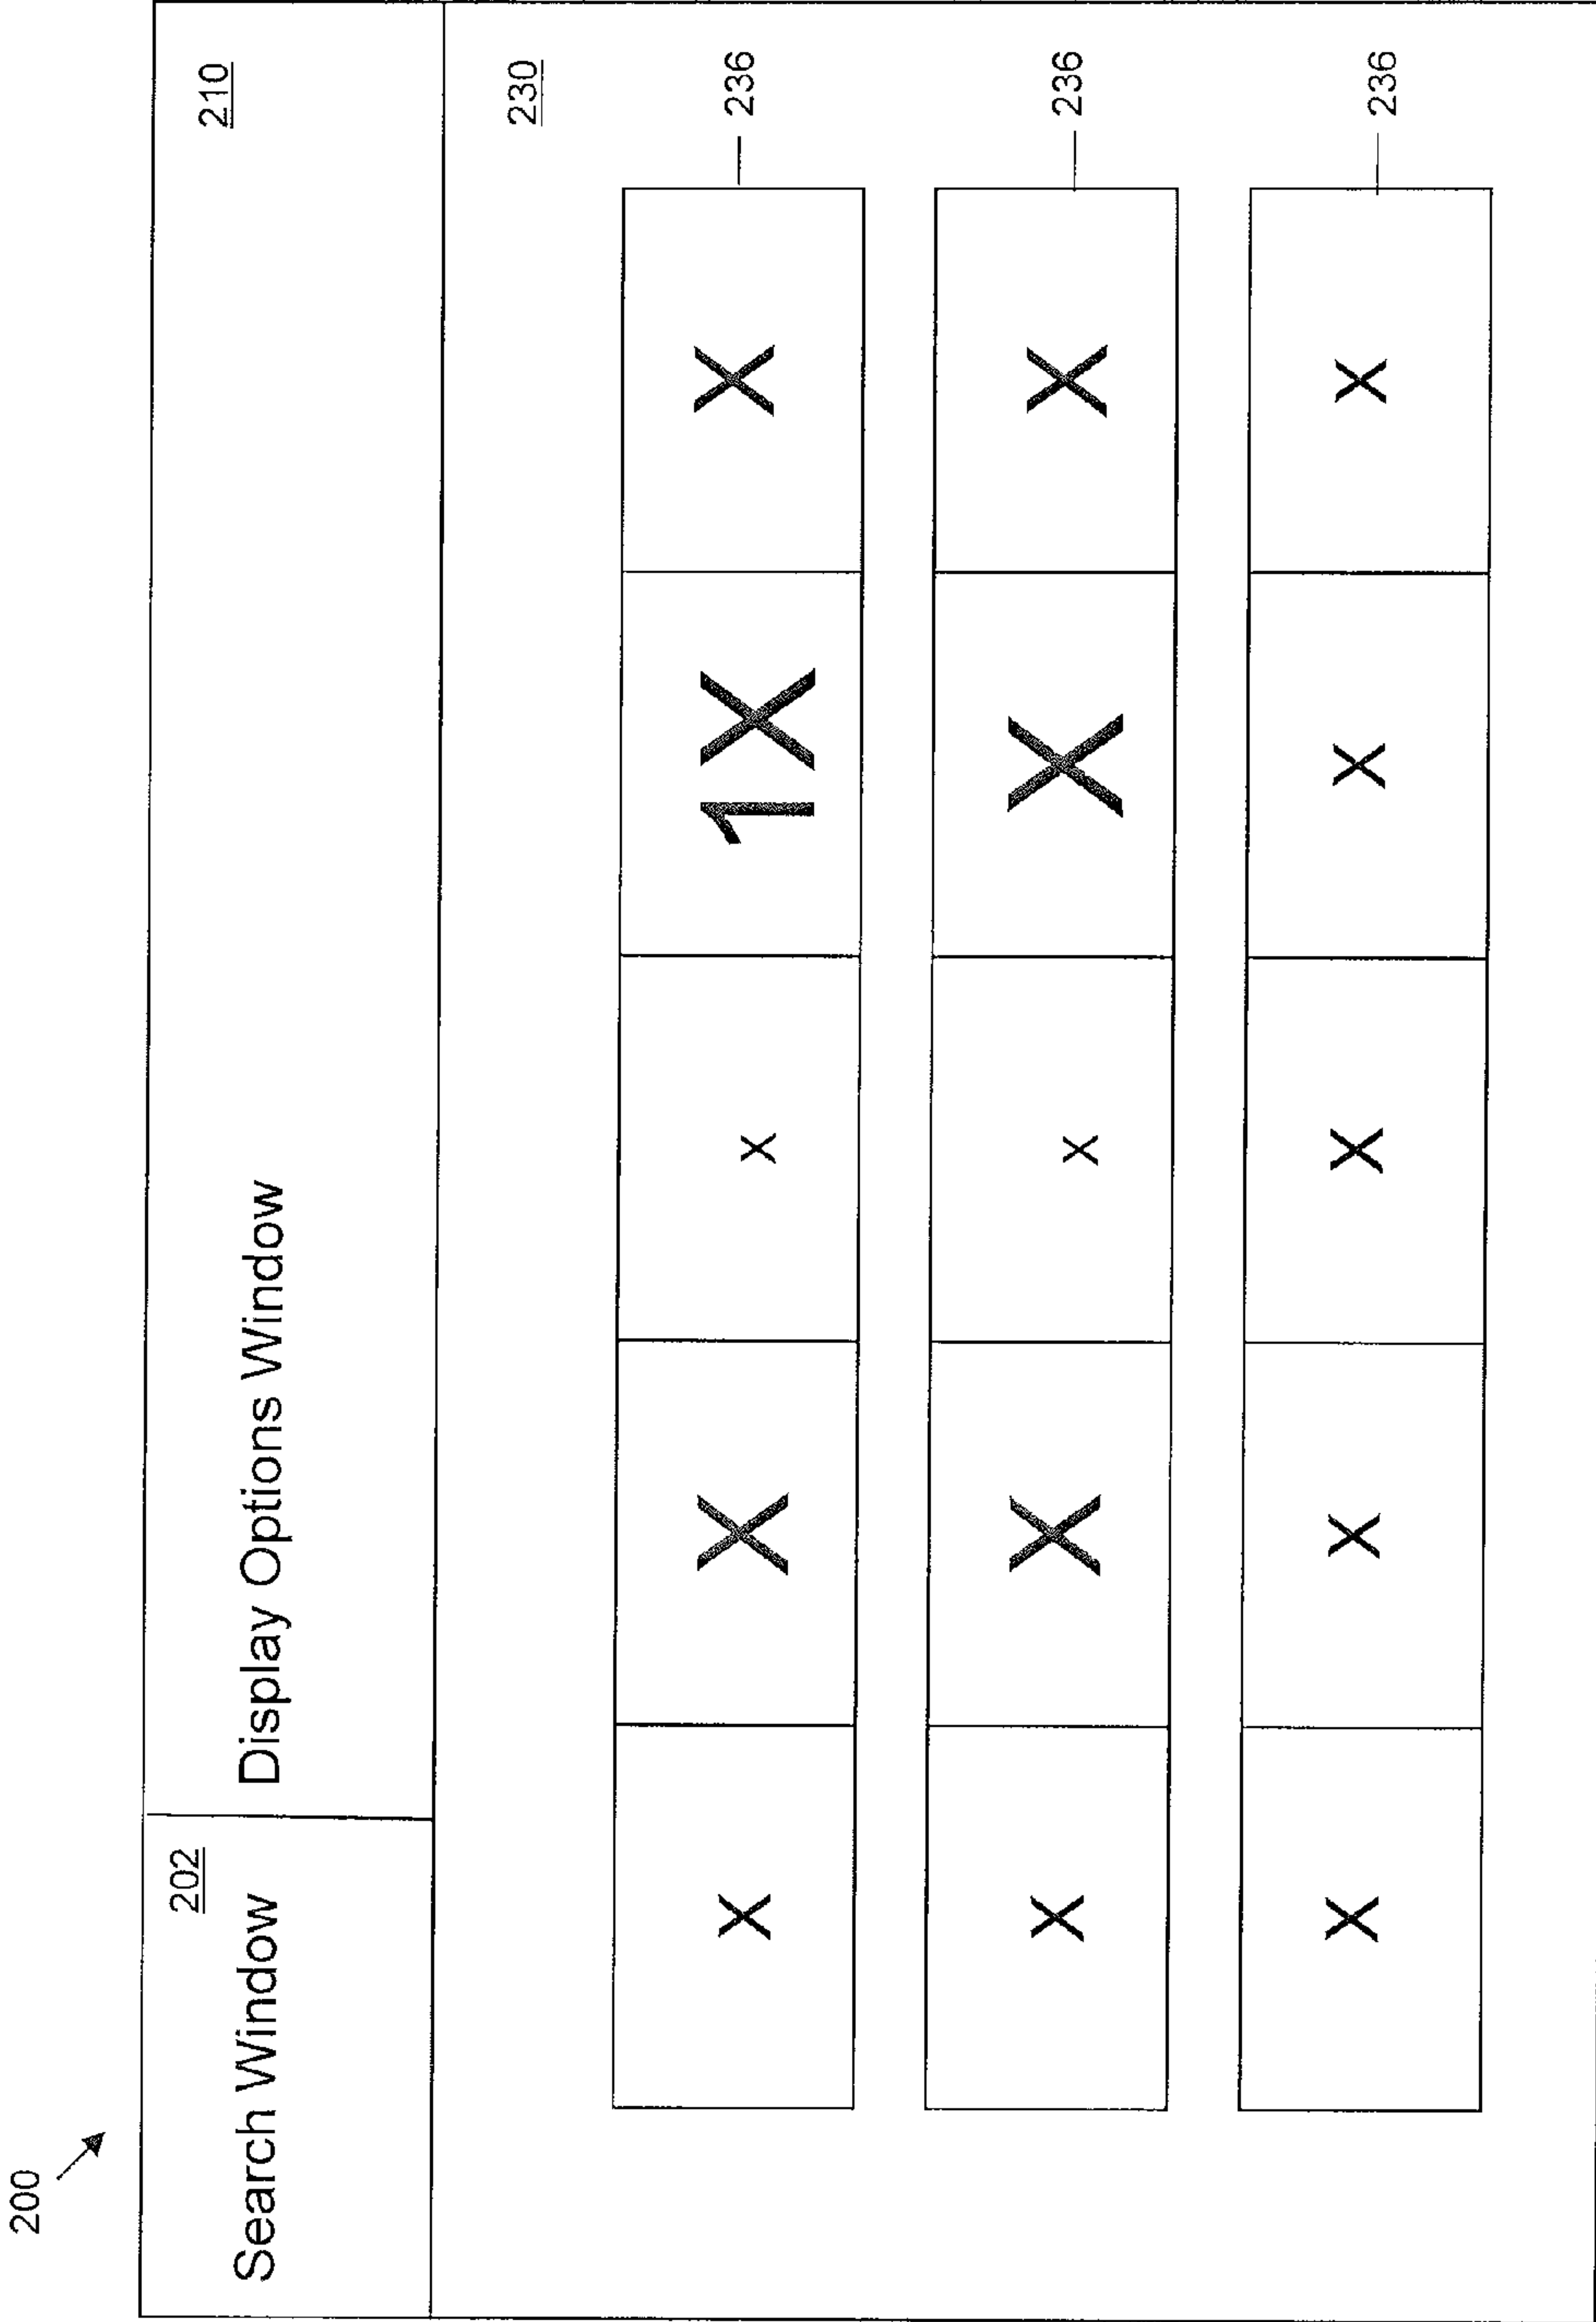 200
202
210
Search Window
Display Options Window
230
X X X 1X X
236
X X X X X
236
X X X X X
236